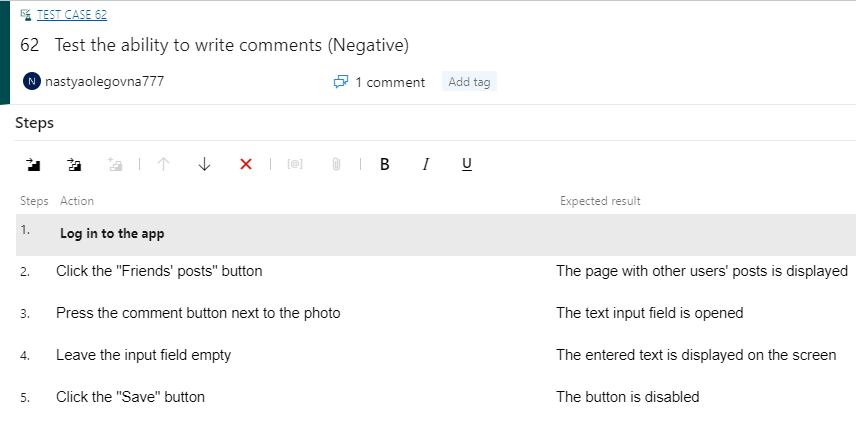 TEST CASE 62
62 Test the ability to write comments (Negative)
N nastyaolegovna777 1 comment Add tag
Steps
[@] B I U
Steps Action Expected result
1. Log in to the app
2. Click the "Friends' posts" button The page with other users' posts is displayed
3. Press the comment button next to the photo The text input field is opened
4. Leave the input field empty The entered text is displayed on the screen
5. Click the "Save" button The button is disabled